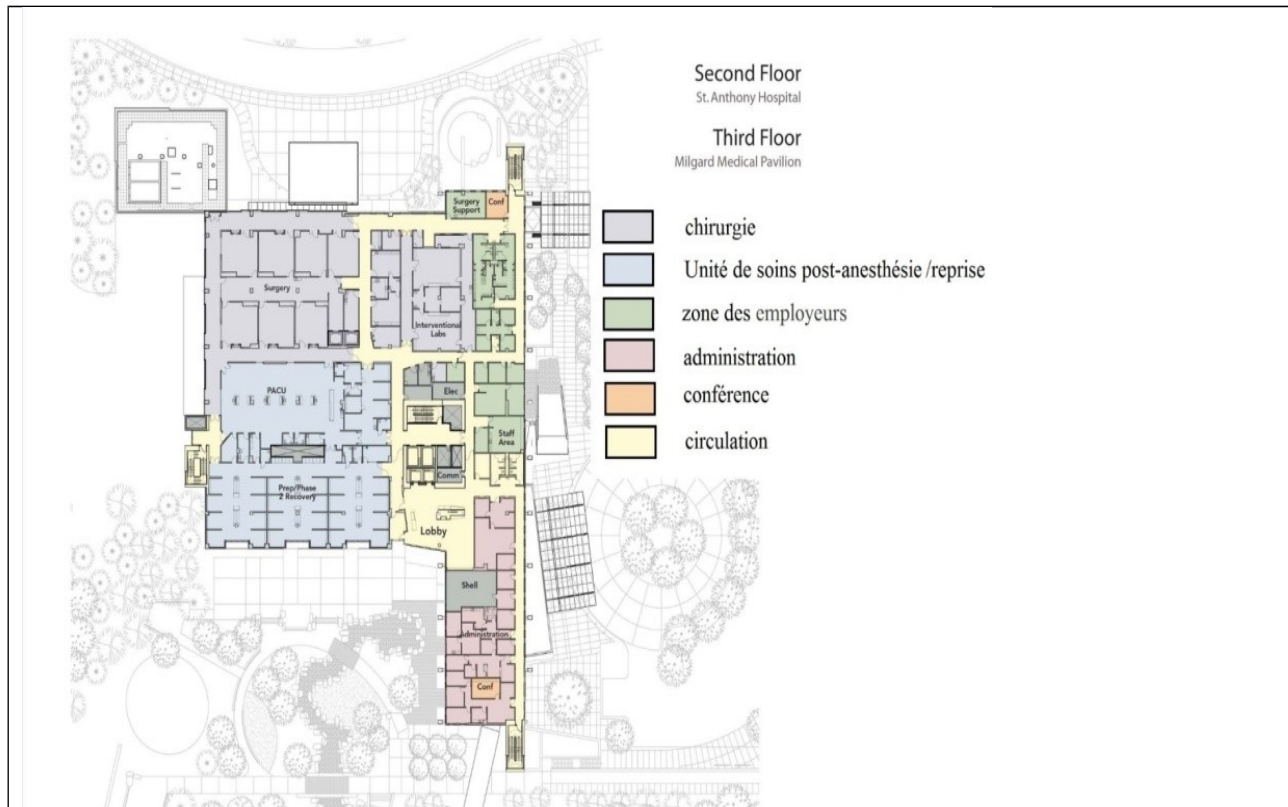 Second Floor
St. Anthony Hospital
Third Floor
Milgard Medical Pavilion
chirurgie
Unité de soins post-anesthésie /reprise
zone des employeurs
administration
conférence
circulation
Surgery
Support
Conf
Surgery
Interventional
Labs
PACU
Elec
Staff
Area
Comm
Prep/Phase
2 Recovery
Lobby
Shell
Administration
Conf